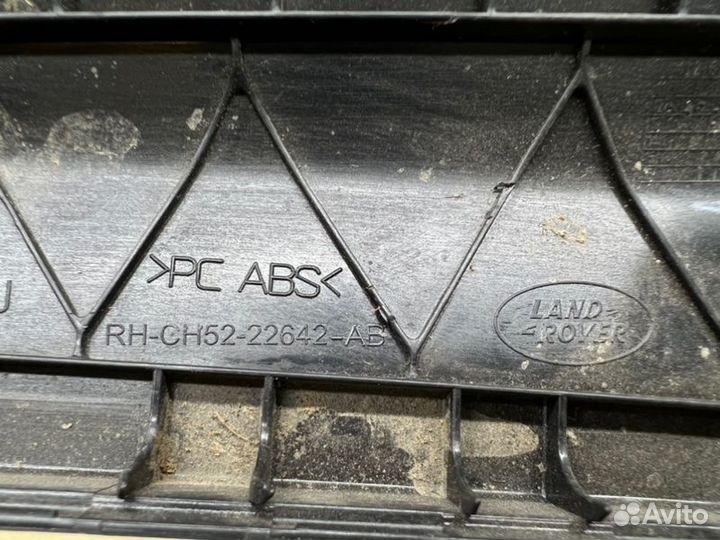 >PC ABS<
RH-CH52-22642-AB
LAND
ROVER
Avito